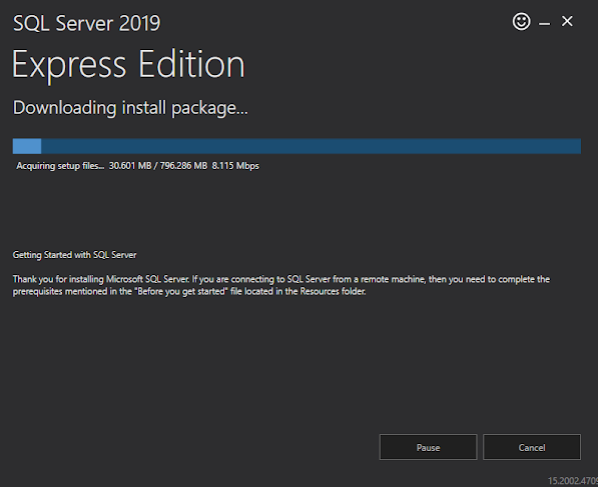 SQL Server 2019
Express Edition
Downloading install package...
Acquiring setup files... 30.601 MB / 796.286 MB 8.115 Mbps
Getting Started with SQL Server
Thank you for installing Microsoft SQL Server. If you are connecting to SQL Server from a remote machine, then you need to complete the
prerequisites mentioned in the "Before you get started" file located in the Resources folder.
Pause
Cancel
15.2002.4709